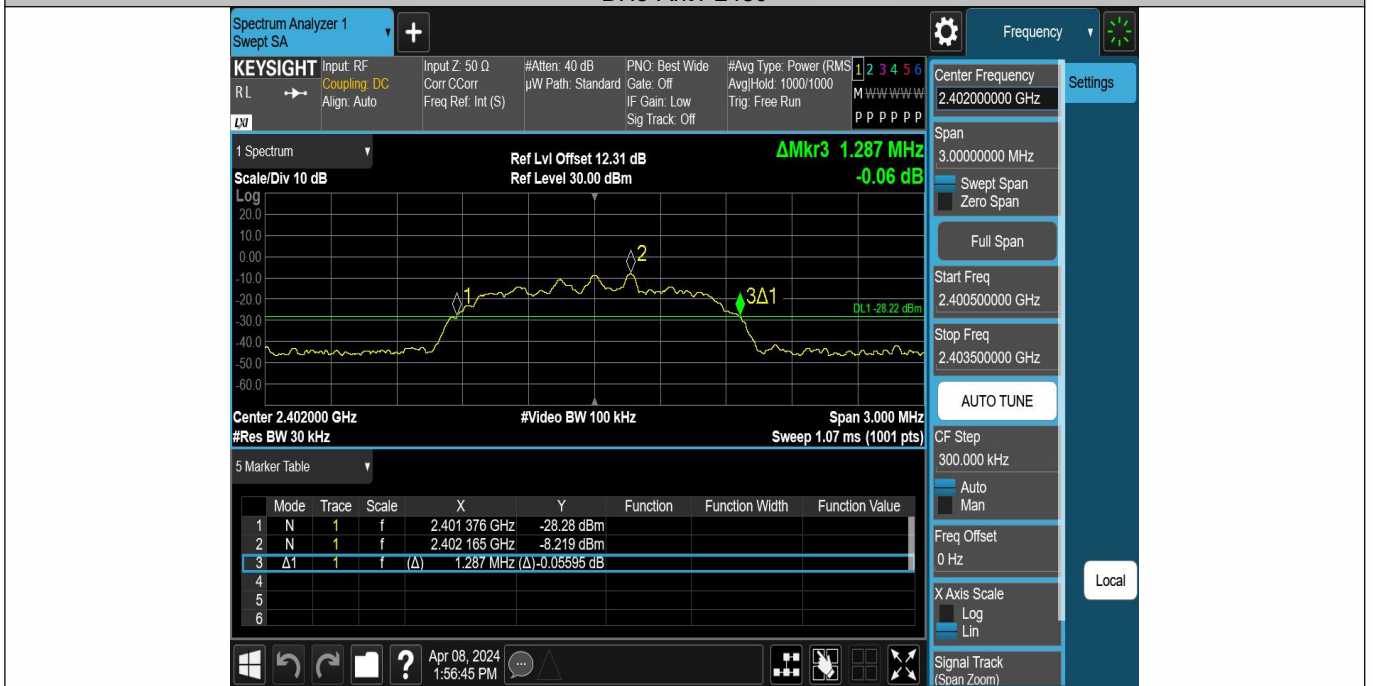 Spectrum Analyzer 1
Swept SA
+
Frequency
KEYSIGHT
RL
LXI
Input: RF
Coupling: DC
Align: Auto
Input Z: 50 Ω
Corr CCorr
Freq Ref: Int (S)
#Atten: 40 dB
µW Path: Standard
PNO: Best Wide
Gate: Off
IF Gain: Low
Sig Track: Off
#Avg Type: Power (RMS
Avg|Hold: 1000/1000
Trig: Free Run
1 2 3 4 5 6
M W W W W W
P P P P P P
1 Spectrum
Scale/Div 10 dB
Ref Lvl Offset 12.31 dB
Ref Level 30.00 dBm
ΔMkr3 1.287 MHz
-0.06 dB
Log
20.0
10.0
0.00
-10.0
-20.0
-30.0
-40.0
-50.0
-60.0
1
2
3Δ1
DL1 -28.22 dBm
Center 2.402000 GHz
#Video BW 100 kHz
Span 3.000 MHz
#Res BW 30 kHz
Sweep 1.07 ms (1001 pts)
5 Marker Table
Mode Trace Scale X Y Function Function Width Function Value
1 N 1 f 2.401 376 GHz -28.28 dBm
2 N 1 f 2.402 165 GHz -8.219 dBm
3 Δ1 1 f (Δ) 1.287 MHz (Δ) -0.05595 dB
4
5
6
?
Apr 08, 2024
1:56:45 PM
Center Frequency
2.402000000 GHz
Span
3.00000000 MHz
Swept Span
Zero Span
Full Span
Start Freq
2.400500000 GHz
Stop Freq
2.403500000 GHz
AUTO TUNE
CF Step
300.000 kHz
Auto
Man
Freq Offset
0 Hz
X Axis Scale
Log
Lin
Signal Track
(Span Zoom)
Settings
Local